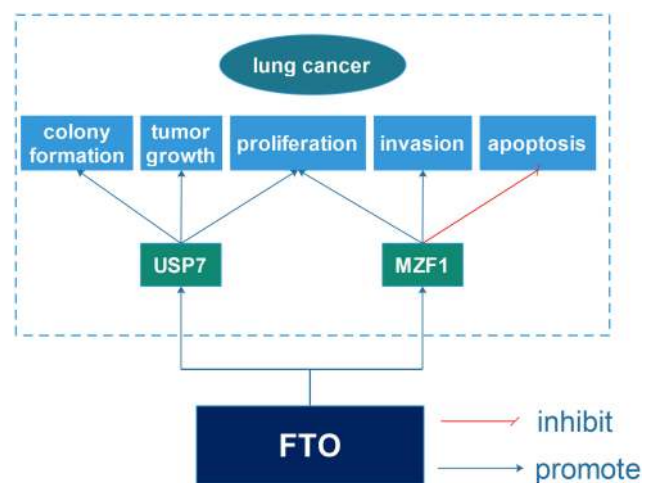 lung cancer
colony
formation
tumor
growth
proliferation
invasion
apoptosis
USP7
MZF1
FTO
inhibit
promote